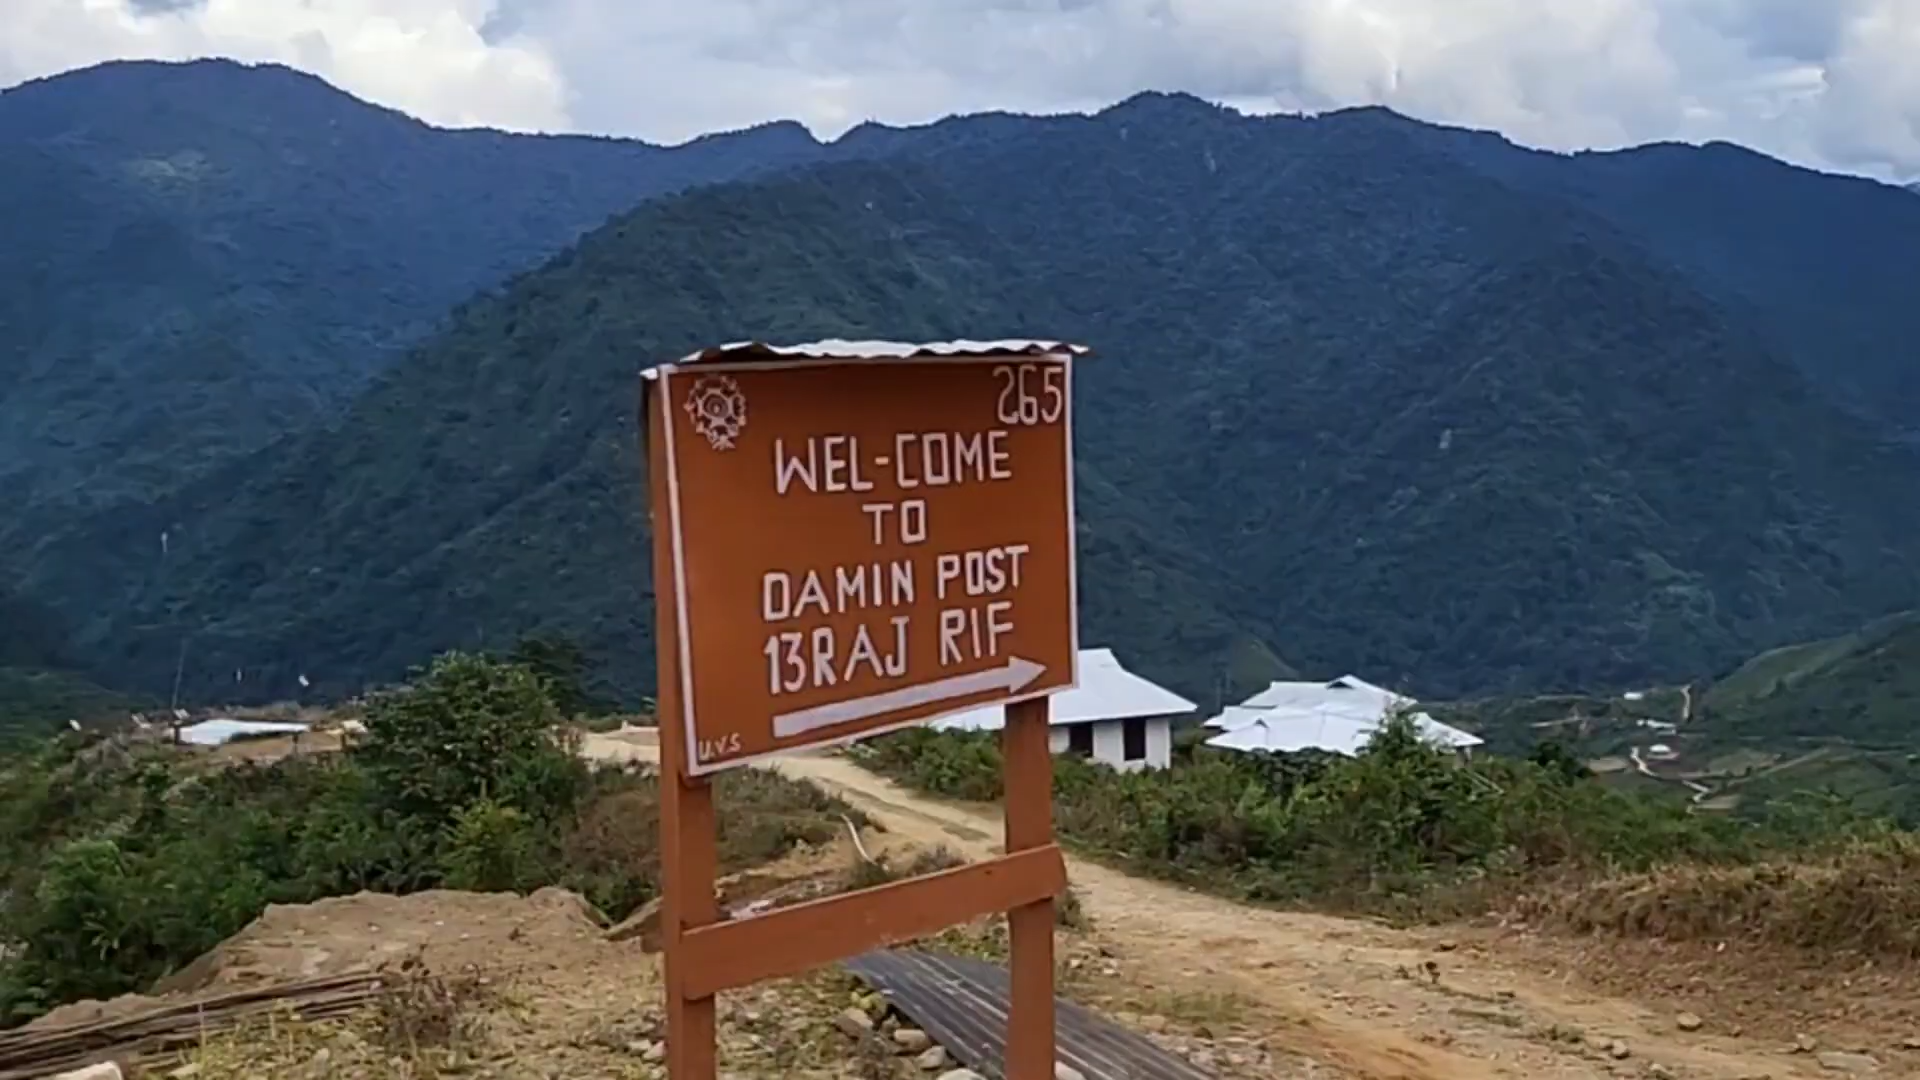 265
WEL-COME
TO
DAMIN POST
13RAJ RIF
U.V.S.